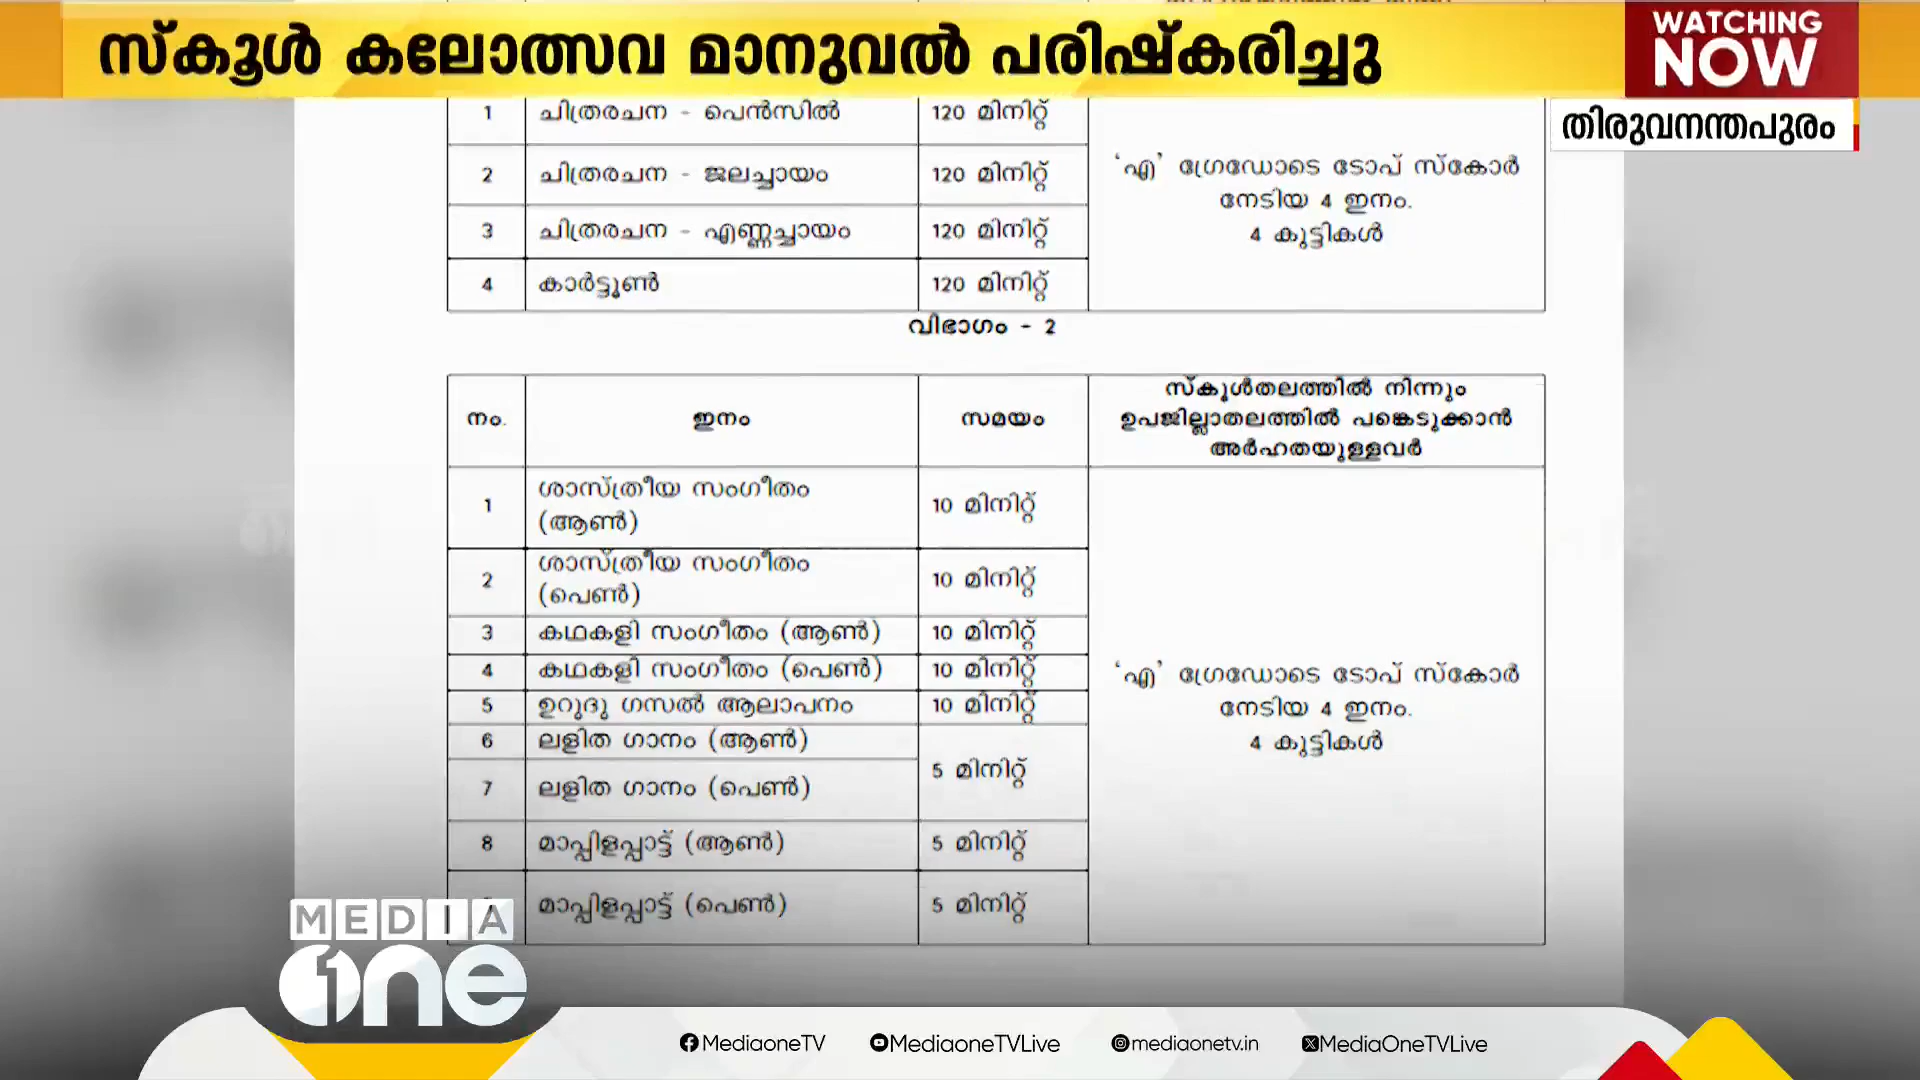 സ്കൂൾ കലോത്സവ മാനുവൽ പരിഷ്കരിച്ചു
WATCHING
NOW
തിരുവനന്തപുരം
1 ചിത്രരചന - പെൻസിൽ 120 മിനിറ്റ്
2 ചിത്രരചന - ജലച്ചായം 120 മിനിറ്റ്
3 ചിത്രരചന - എണ്ണച്ചായം 120 മിനിറ്റ്
4 കാർട്ടൂൺ 120 മിനിറ്റ്
'എ' ഗ്രേഡോടെ ടോപ് സ്കോർ
നേടിയ 4 ഇനം.
4 കുട്ടികൾ
വിഭാഗം - 2
നം. ഇനം സമയം
സ്കൂൾതലത്തിൽ നിന്നും
ഉപജില്ലാതലത്തിൽ പങ്കെടുക്കാൻ
അർഹതയുള്ളവർ
1 ശാസ്ത്രീയ സംഗീതം
(ആൺ) 10 മിനിറ്റ്
2 ശാസ്ത്രീയ സംഗീതം
(പെൺ) 10 മിനിറ്റ്
3 കഥകളി സംഗീതം (ആൺ) 10 മിനിറ്റ്
4 കഥകളി സംഗീതം (പെൺ) 10 മിനിറ്റ്
5 ഉറുദു ഗസൽ ആലാപനം 10 മിനിറ്റ്
6 ലളിത ഗാനം (ആൺ)
5 മിനിറ്റ്
7 ലളിത ഗാനം (പെൺ)
8 മാപ്പിളപ്പാട്ട് (ആൺ) 5 മിനിറ്റ്
മാപ്പിളപ്പാട്ട് (പെൺ) 5 മിനിറ്റ്
'എ' ഗ്രേഡോടെ ടോപ് സ്കോർ
നേടിയ 4 ഇനം.
4 കുട്ടികൾ
MEDIA
one
MediaoneTV MediaoneTVLive mediaonetv.in MediaOneTVLive